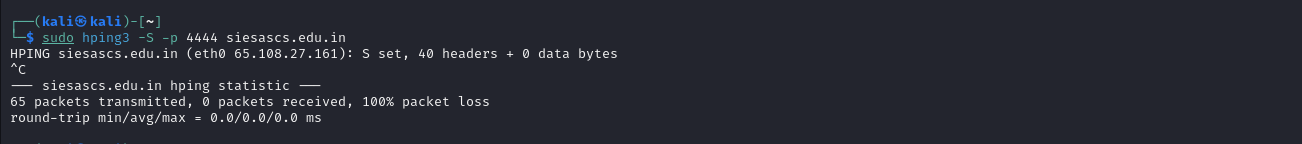 ┌──(kali㉿kali)-[~]
└─$ sudo hping3 -S -p 4444 siesascs.edu.in
HPING siesascs.edu.in (eth0 65.108.27.161): S set, 40 headers + 0 data bytes
^C
--- siesascs.edu.in hping statistic ---
65 packets transmitted, 0 packets received, 100% packet loss
round-trip min/avg/max = 0.0/0.0/0.0 ms